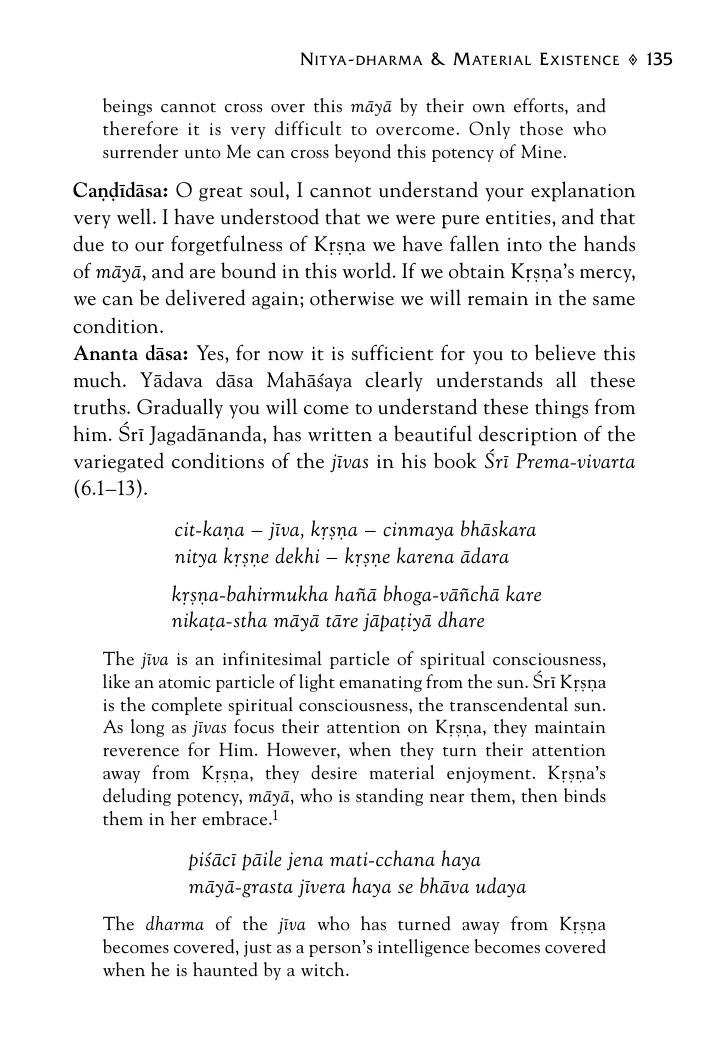 NITYA-DHARMA & MATERIAL EXISTENCE ◈ 135
beings cannot cross over this māyā by their own efforts, and
therefore it is very difficult to overcome. Only those who
surrender unto Me can cross beyond this potency of Mine.
Caṇḍīdāsa: O great soul, I cannot understand your explanation
very well. I have understood that we were pure entities, and that
due to our forgetfulness of Kṛṣṇa we have fallen into the hands
of māyā, and are bound in this world. If we obtain Kṛṣṇa's mercy,
we can be delivered again; otherwise we will remain in the same
condition.
Ananta dāsa: Yes, for now it is sufficient for you to believe this
much. Yādava dāsa Mahāśaya clearly understands all these
truths. Gradually you will come to understand these things from
him. Śrī Jagadānanda, has written a beautiful description of the
variegated conditions of the jīvas in his book Śrī Prema-vivarta
(6.1–13).
cit-kaṇa – jīva, kṛṣṇa – cinmaya bhāskara
nitya kṛṣṇe dekhi – kṛṣṇe karena ādara
kṛṣṇa-bahirmukha hañā bhoga-vāñchā kare
nikaṭa-stha māyā tāre jāpaṭiyā dhare
The jīva is an infinitesimal particle of spiritual consciousness,
like an atomic particle of light emanating from the sun. Śrī Kṛṣṇa
is the complete spiritual consciousness, the transcendental sun.
As long as jīvas focus their attention on Kṛṣṇa, they maintain
reverence for Him. However, when they turn their attention
away from Kṛṣṇa, they desire material enjoyment. Kṛṣṇa's
deluding potency, māyā, who is standing near them, then binds
them in her embrace.1
piśācī pāile jena mati-cchana haya
māyā-grasta jīvera haya se bhāva udaya
The dharma of the jīva who has turned away from Kṛṣṇa
becomes covered, just as a person's intelligence becomes covered
when he is haunted by a witch.